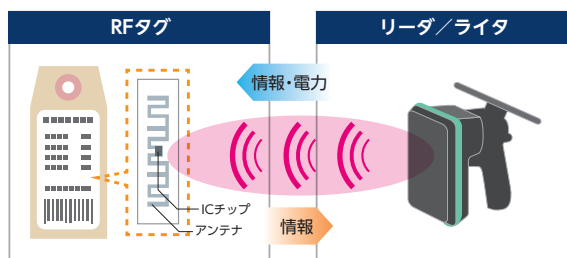 RFタグ
リーダ／ライタ
情報・電力
ICチップ
アンテナ
情報